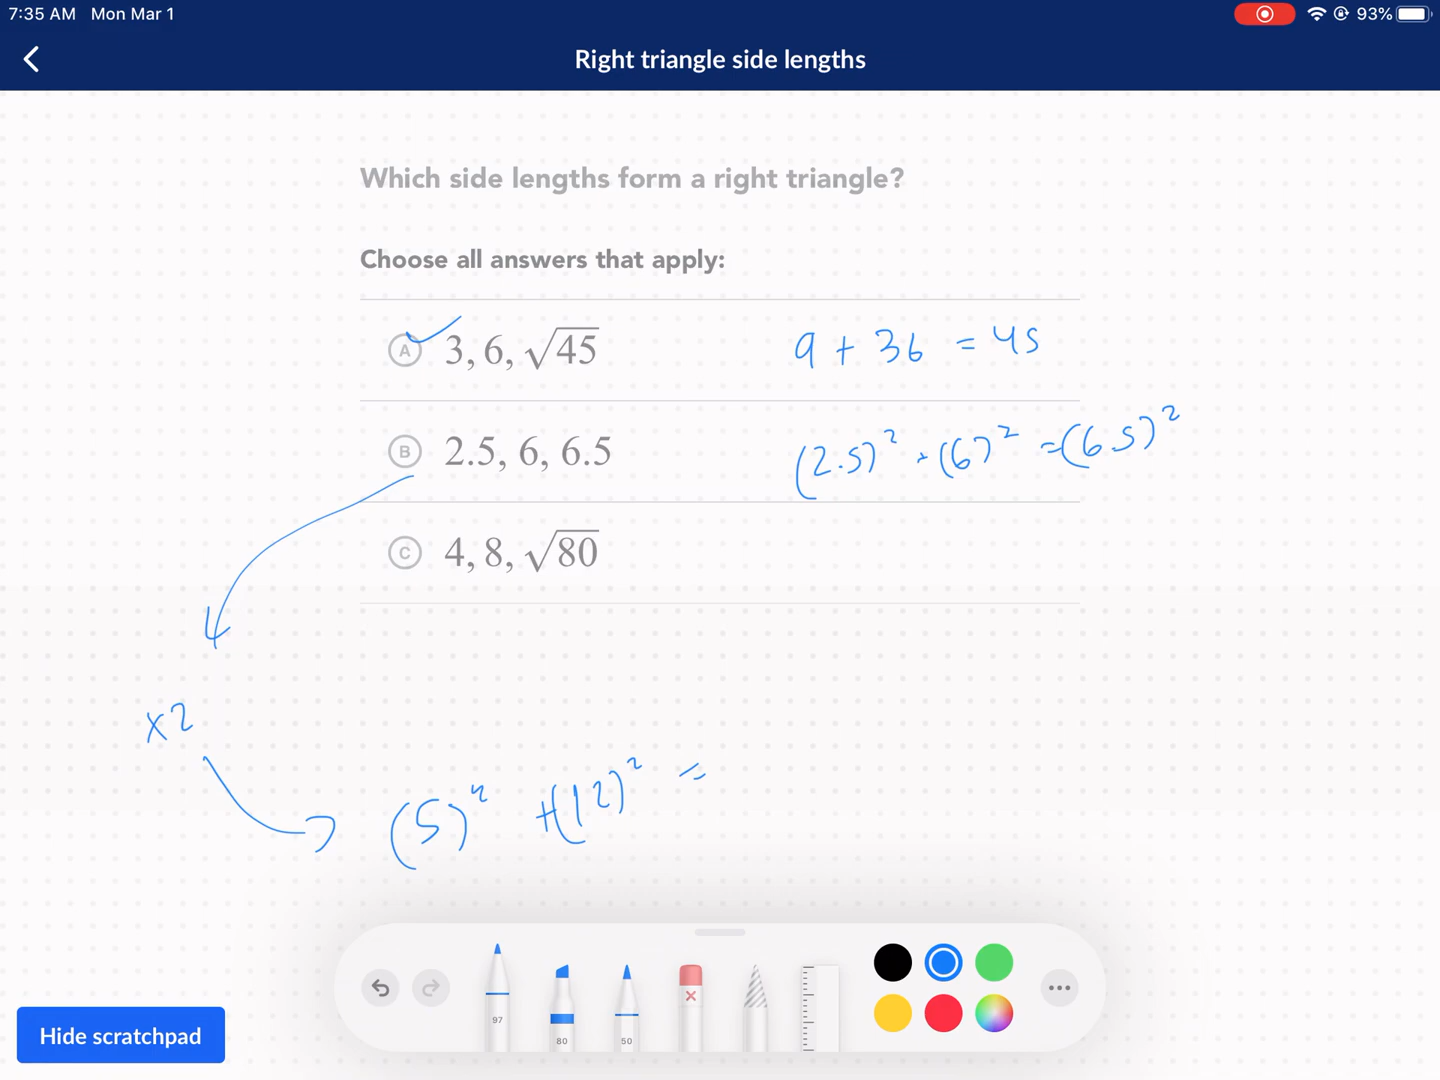 7:35 AM Mon Mar 1
93%
Right triangle side lengths
Which side lengths form a right triangle?
Choose all answers that apply:
A 3, 6, √45
9 + 36 = 45
B 2.5, 6, 6.5
(2.5)² + (6)² = (6.5)²
C 4, 8, √80
x2
(5)² +(12)² =
97
80
50
Hide scratchpad